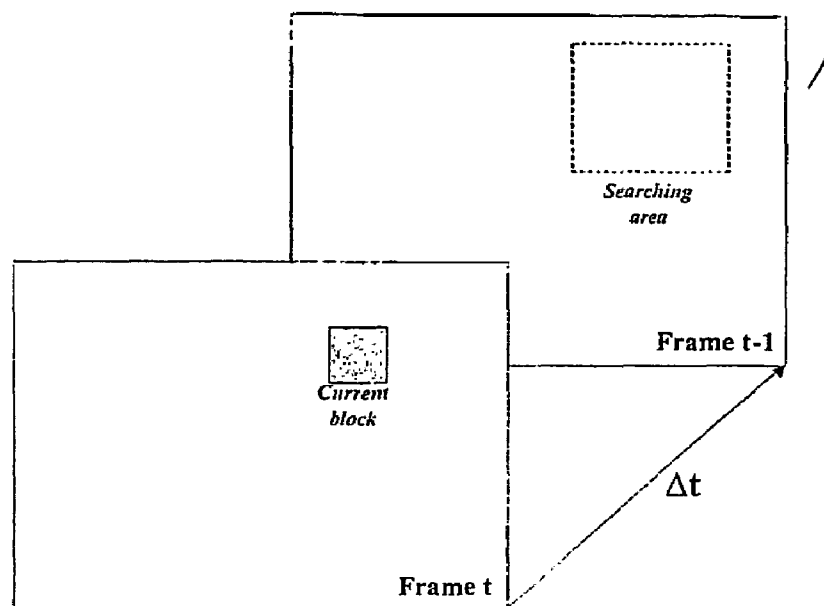 Searching
area
Frame t-1
Current
block
Δt
Frame t